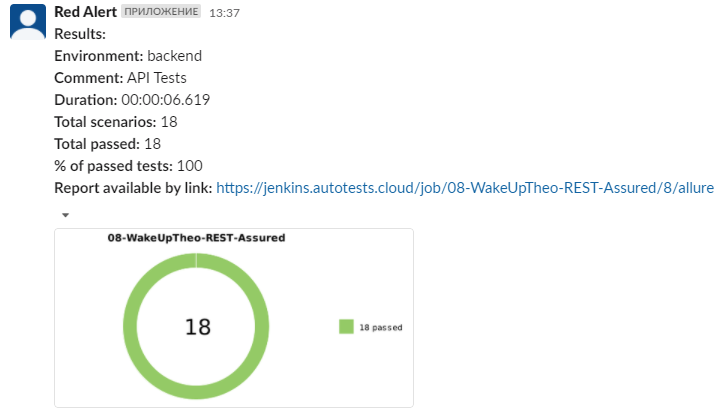 Red Alert ПРИЛОЖЕНИЕ 13:37
Results:
Environment: backend
Comment: API Tests
Duration: 00:00:06.619
Total scenarios: 18
Total passed: 18
% of passed tests: 100
Report available by link: https://jenkins.autotests.cloud/job/08-WakeUpTheo-REST-Assured/8/allure
08-WakeUpTheo-REST-Assured
18
18 passed